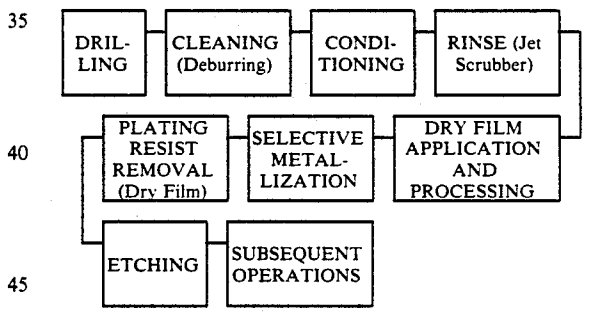 35
DRIL-
LING
CLEANING
(Deburring)
CONDI-
TIONING
RINSE (Jet
Scrubber)
40
PLATING
RESIST
REMOVAL
(Dry Film)
SELECTIVE
METAL-
LIZATION
DRY FILM
APPLICATION
AND
PROCESSING
ETCHING
SUBSEQUENT
OPERATIONS
45